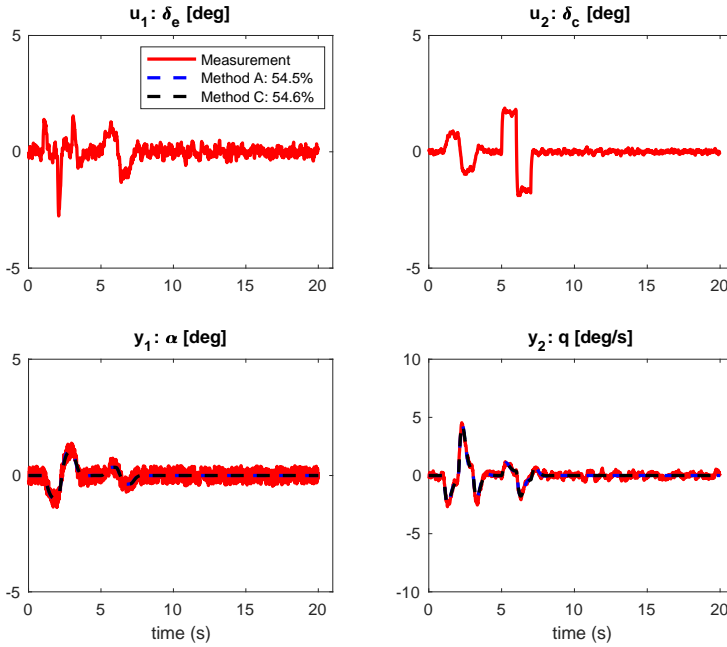 u1: δe [deg]
5
0
-5
0 5 10 15 20
Measurement
Method A: 54.5%
Method C: 54.6%
u2: δc [deg]
5
0
-5
0 5 10 15 20
y1: α [deg]
5
0
-5
0 5 10 15 20
time (s)
y2: q [deg/s]
10
5
0
-5
-10
0 5 10 15 20
time (s)